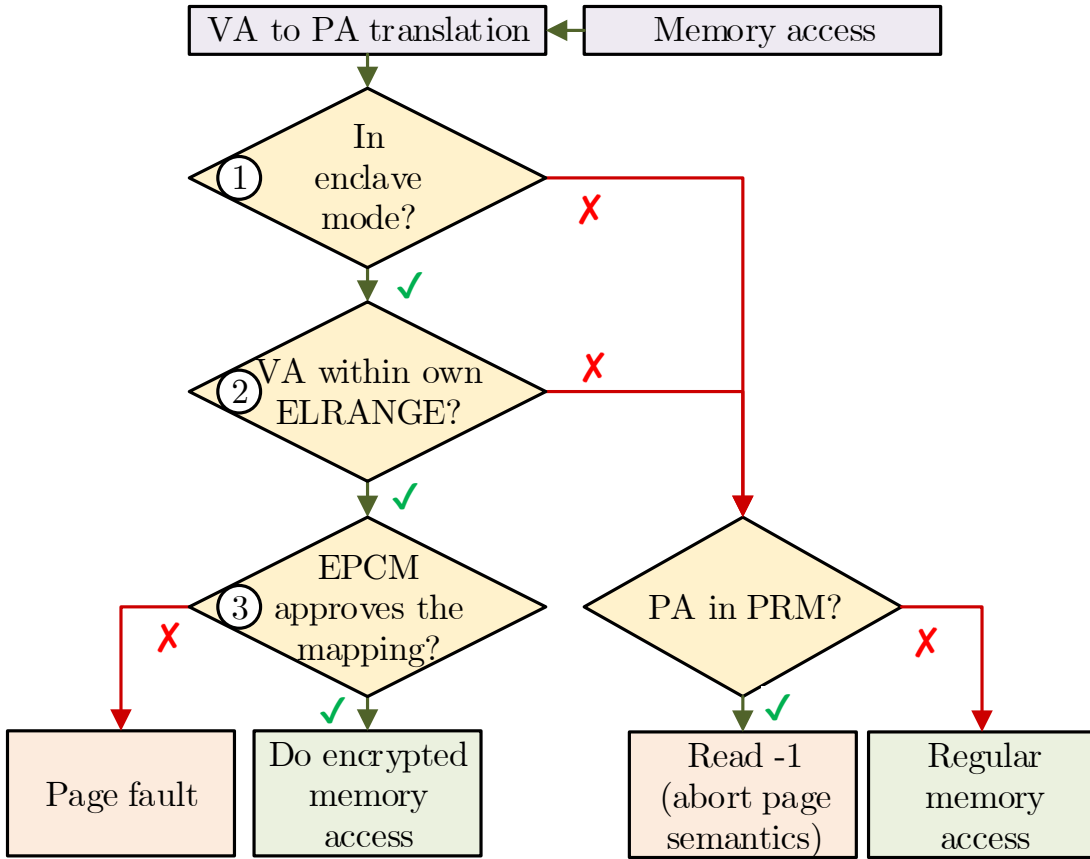 VA to PA translation
Memory access
In
enclave
mode?
1
✗
✓
VA within own
ELRANGE?
2
✗
✓
EPCM
approves the
mapping?
3
PA in PRM?
✗
✗
✓
✓
Page fault
Do encrypted
memory
access
Read -1
(abort page
semantics)
Regular
memory
access